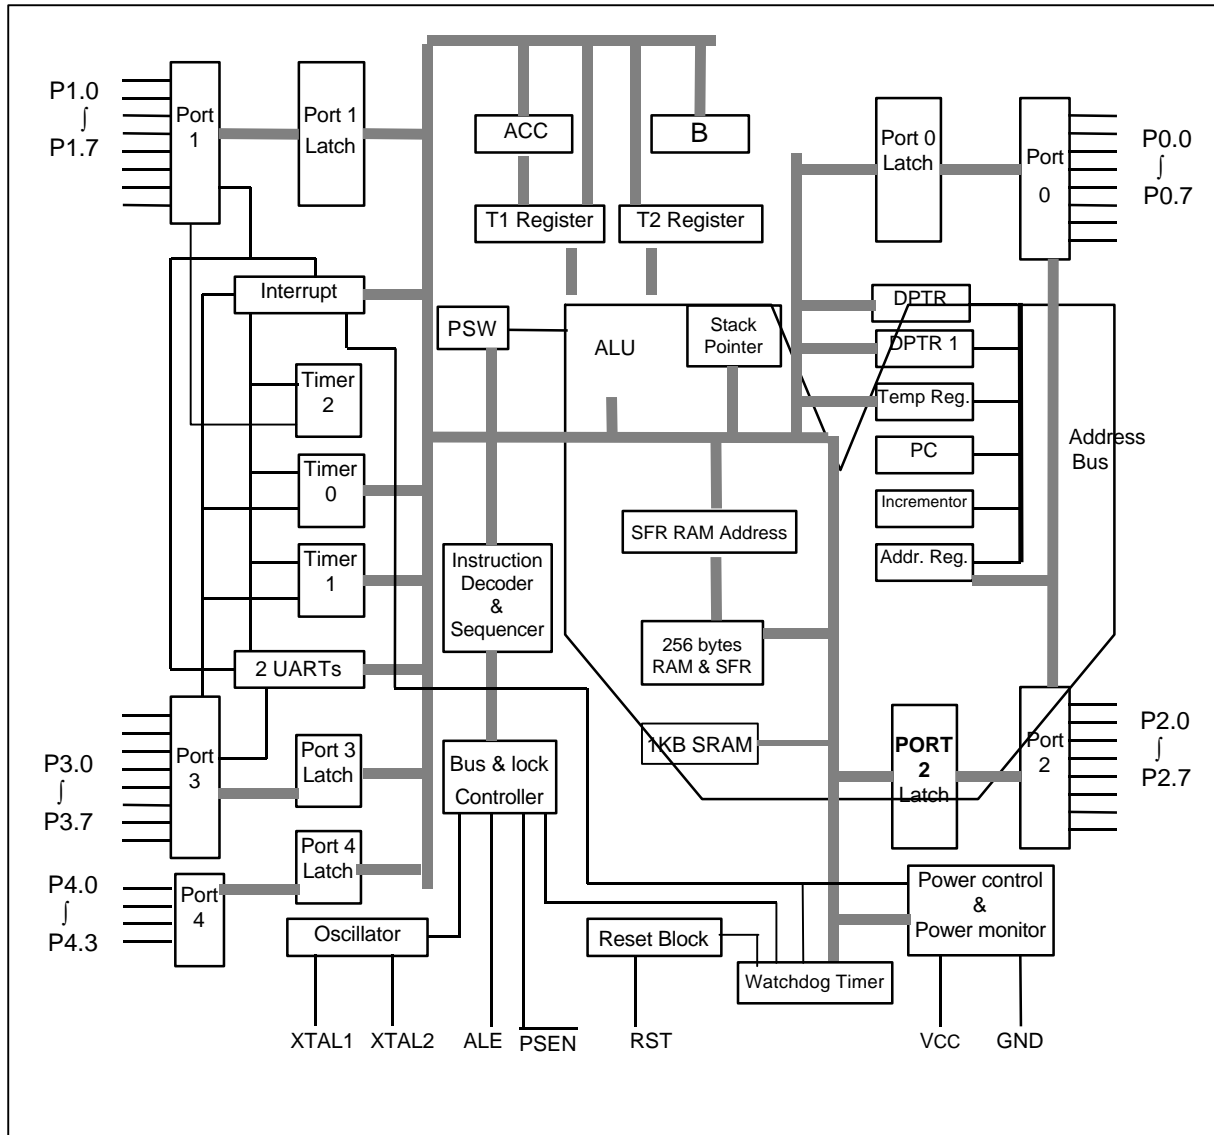 P1.0
∫
P1.7
Port
1
Port 1
Latch
ACC
B
T1 Register
T2 Register
Port 0
Latch
Port
0
P0.0
∫
P0.7
Interrupt
PSW
ALU
Stack
Pointer
DPTR
DPTR 1
Temp Reg.
PC
Incrementor
Addr. Reg.
Address
Bus
Timer
2
Timer
0
Timer
1
SFR RAM Address
Instruction
Decoder
&
Sequencer
256 bytes
RAM & SFR
2 UARTs
1KB SRAM
P3.0
∫
P3.7
Port
3
Port 3
Latch
Bus & lock
Controller
PORT
2
Latch
Port
2
P2.0
∫
P2.7
P4.0
∫
P4.3
Port
4
Port 4
Latch
Oscillator
Reset Block
Watchdog Timer
Power control
&
Power monitor
XTAL1
XTAL2
ALE
PSEN
RST
VCC
GND